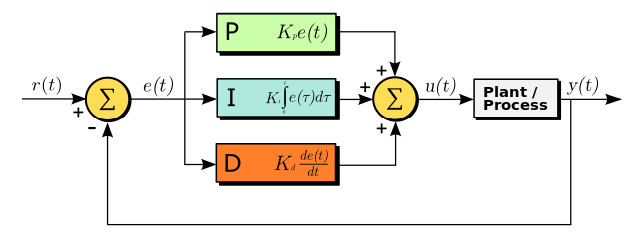 P K_p e(t)
r(t) + - Σ e(t)
I K_i ∫_0^t e(τ)dτ
+ + + Σ u(t)
Plant /
Process
y(t)
D K_d de(t)/dt